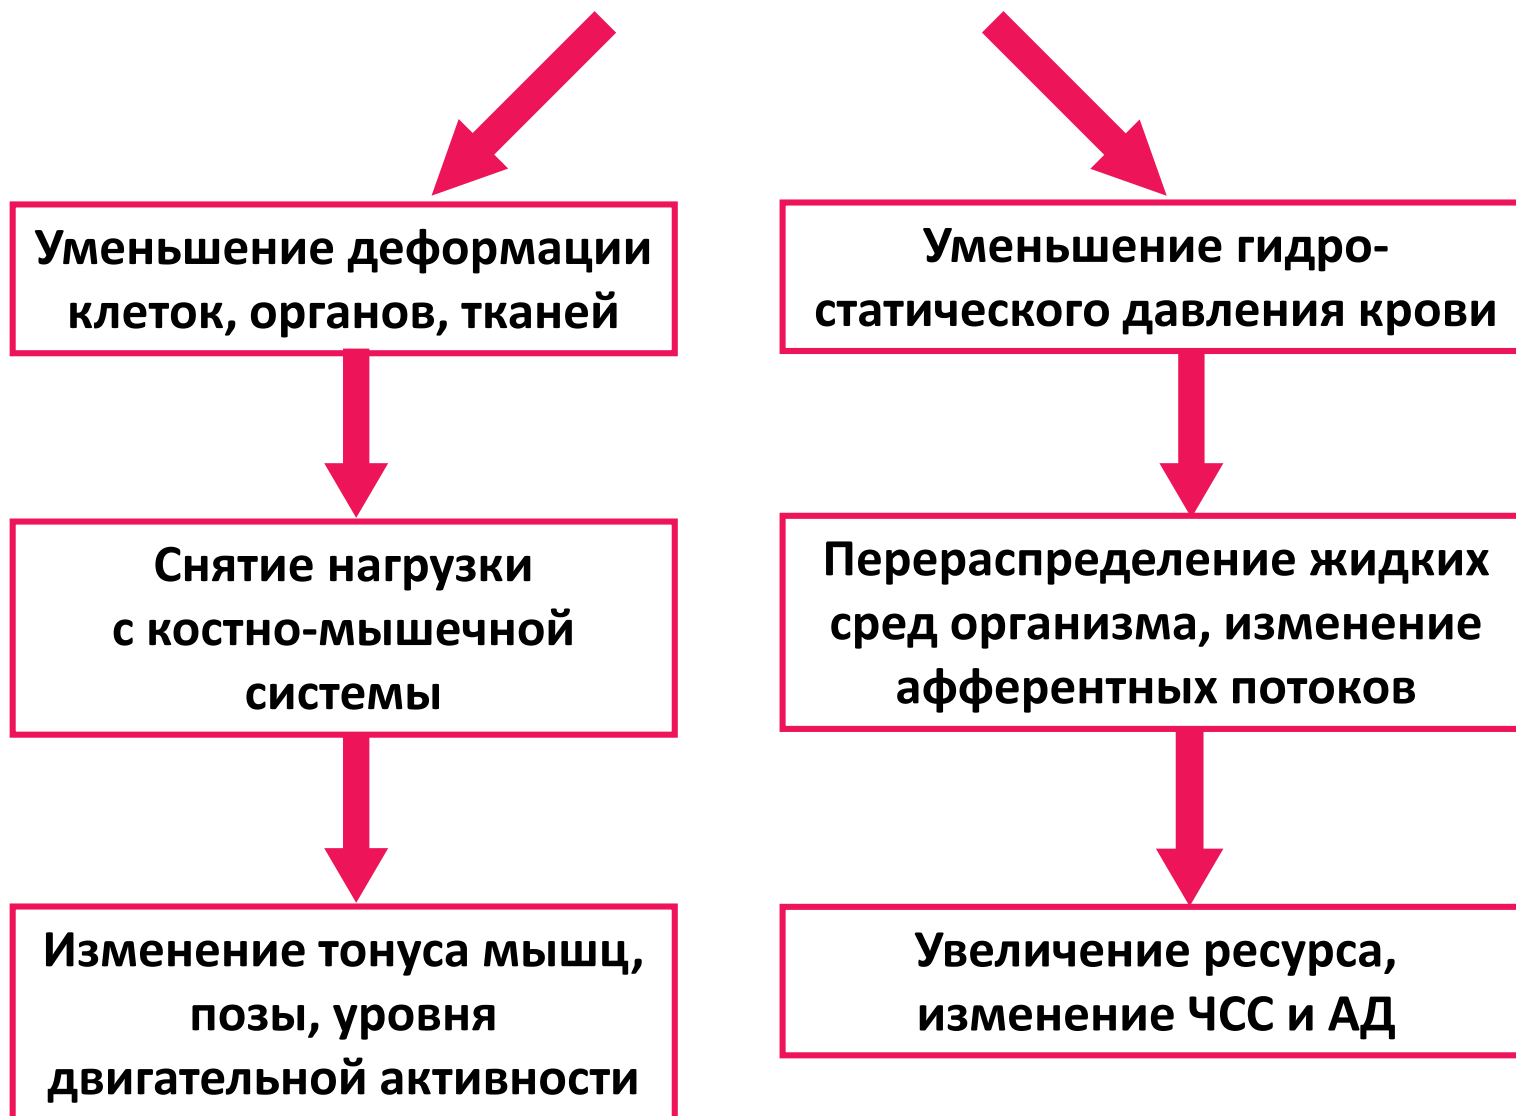 Уменьшение деформации
клеток, органов, тканей
Снятие нагрузки
с костно-мышечной
системы
Изменение тонуса мышц,
позы, уровня
двигательной активности
Уменьшение гидро-
статического давления крови
Перераспределение жидких
сред организма, изменение
афферентных потоков
Увеличение ресурса,
изменение ЧСС и АД